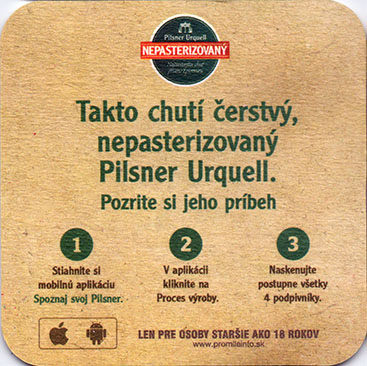 Pilsner Urquell
NEPASTERIZOVANÝ
Takto chutí čerstvý,
nepasterizovaný
Pilsner Urquell.
Pozrite si jeho príbeh
1
Stiahnite si
mobilnú aplikáciu
Spoznaj svoj Pilsner.
2
V aplikácii
kliknite na
Proces výroby.
3
Naskenujte
postupne všetky
4 podpivníky.
LEN PRE OSOBY STARŠIE AKO 18 ROKOV
www.promileinfo.sk